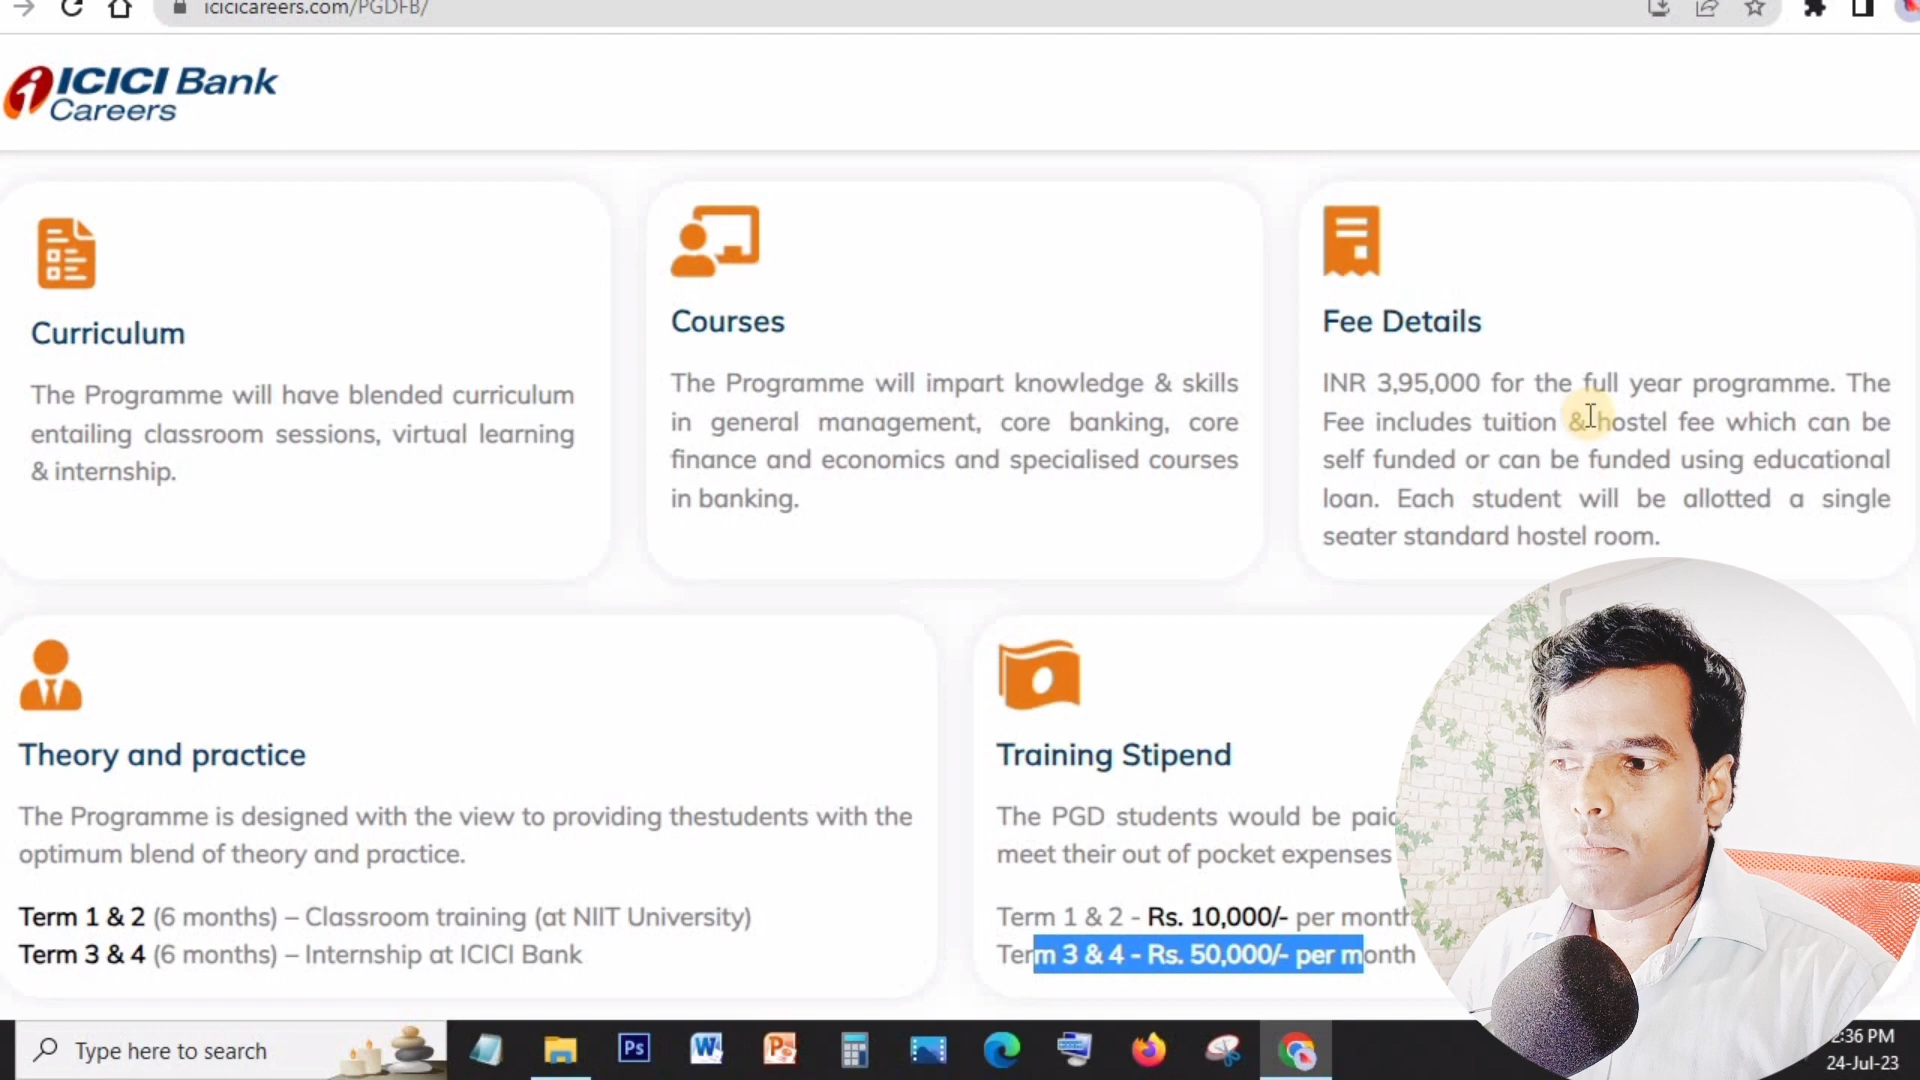 icicicareers.com/PGDFB/
ICICI Bank
Careers
Curriculum
The Programme will have blended curriculum
entailing classroom sessions, virtual learning
& internship.
Courses
The Programme will impart knowledge & skills
in general management, core banking, core
finance and economics and specialised courses
in banking.
Fee Details
INR 3,95,000 for the full year programme. The
Fee includes tuition & hostel fee which can be
self funded or can be funded using educational
loan. Each student will be allotted a single
seater standard hostel room.
Theory and practice
The Programme is designed with the view to providing thestudents with the
optimum blend of theory and practice.
Term 1 & 2 (6 months) – Classroom training (at NIIT University)
Term 3 & 4 (6 months) – Internship at ICICI Bank
Training Stipend
The PGD students would be paid
meet their out of pocket expenses
Term 1 & 2 - Rs. 10,000/- per month
Term 3 & 4 - Rs. 50,000/- per month
Type here to search
Ps
W
P
2:36 PM
24-Jul-23